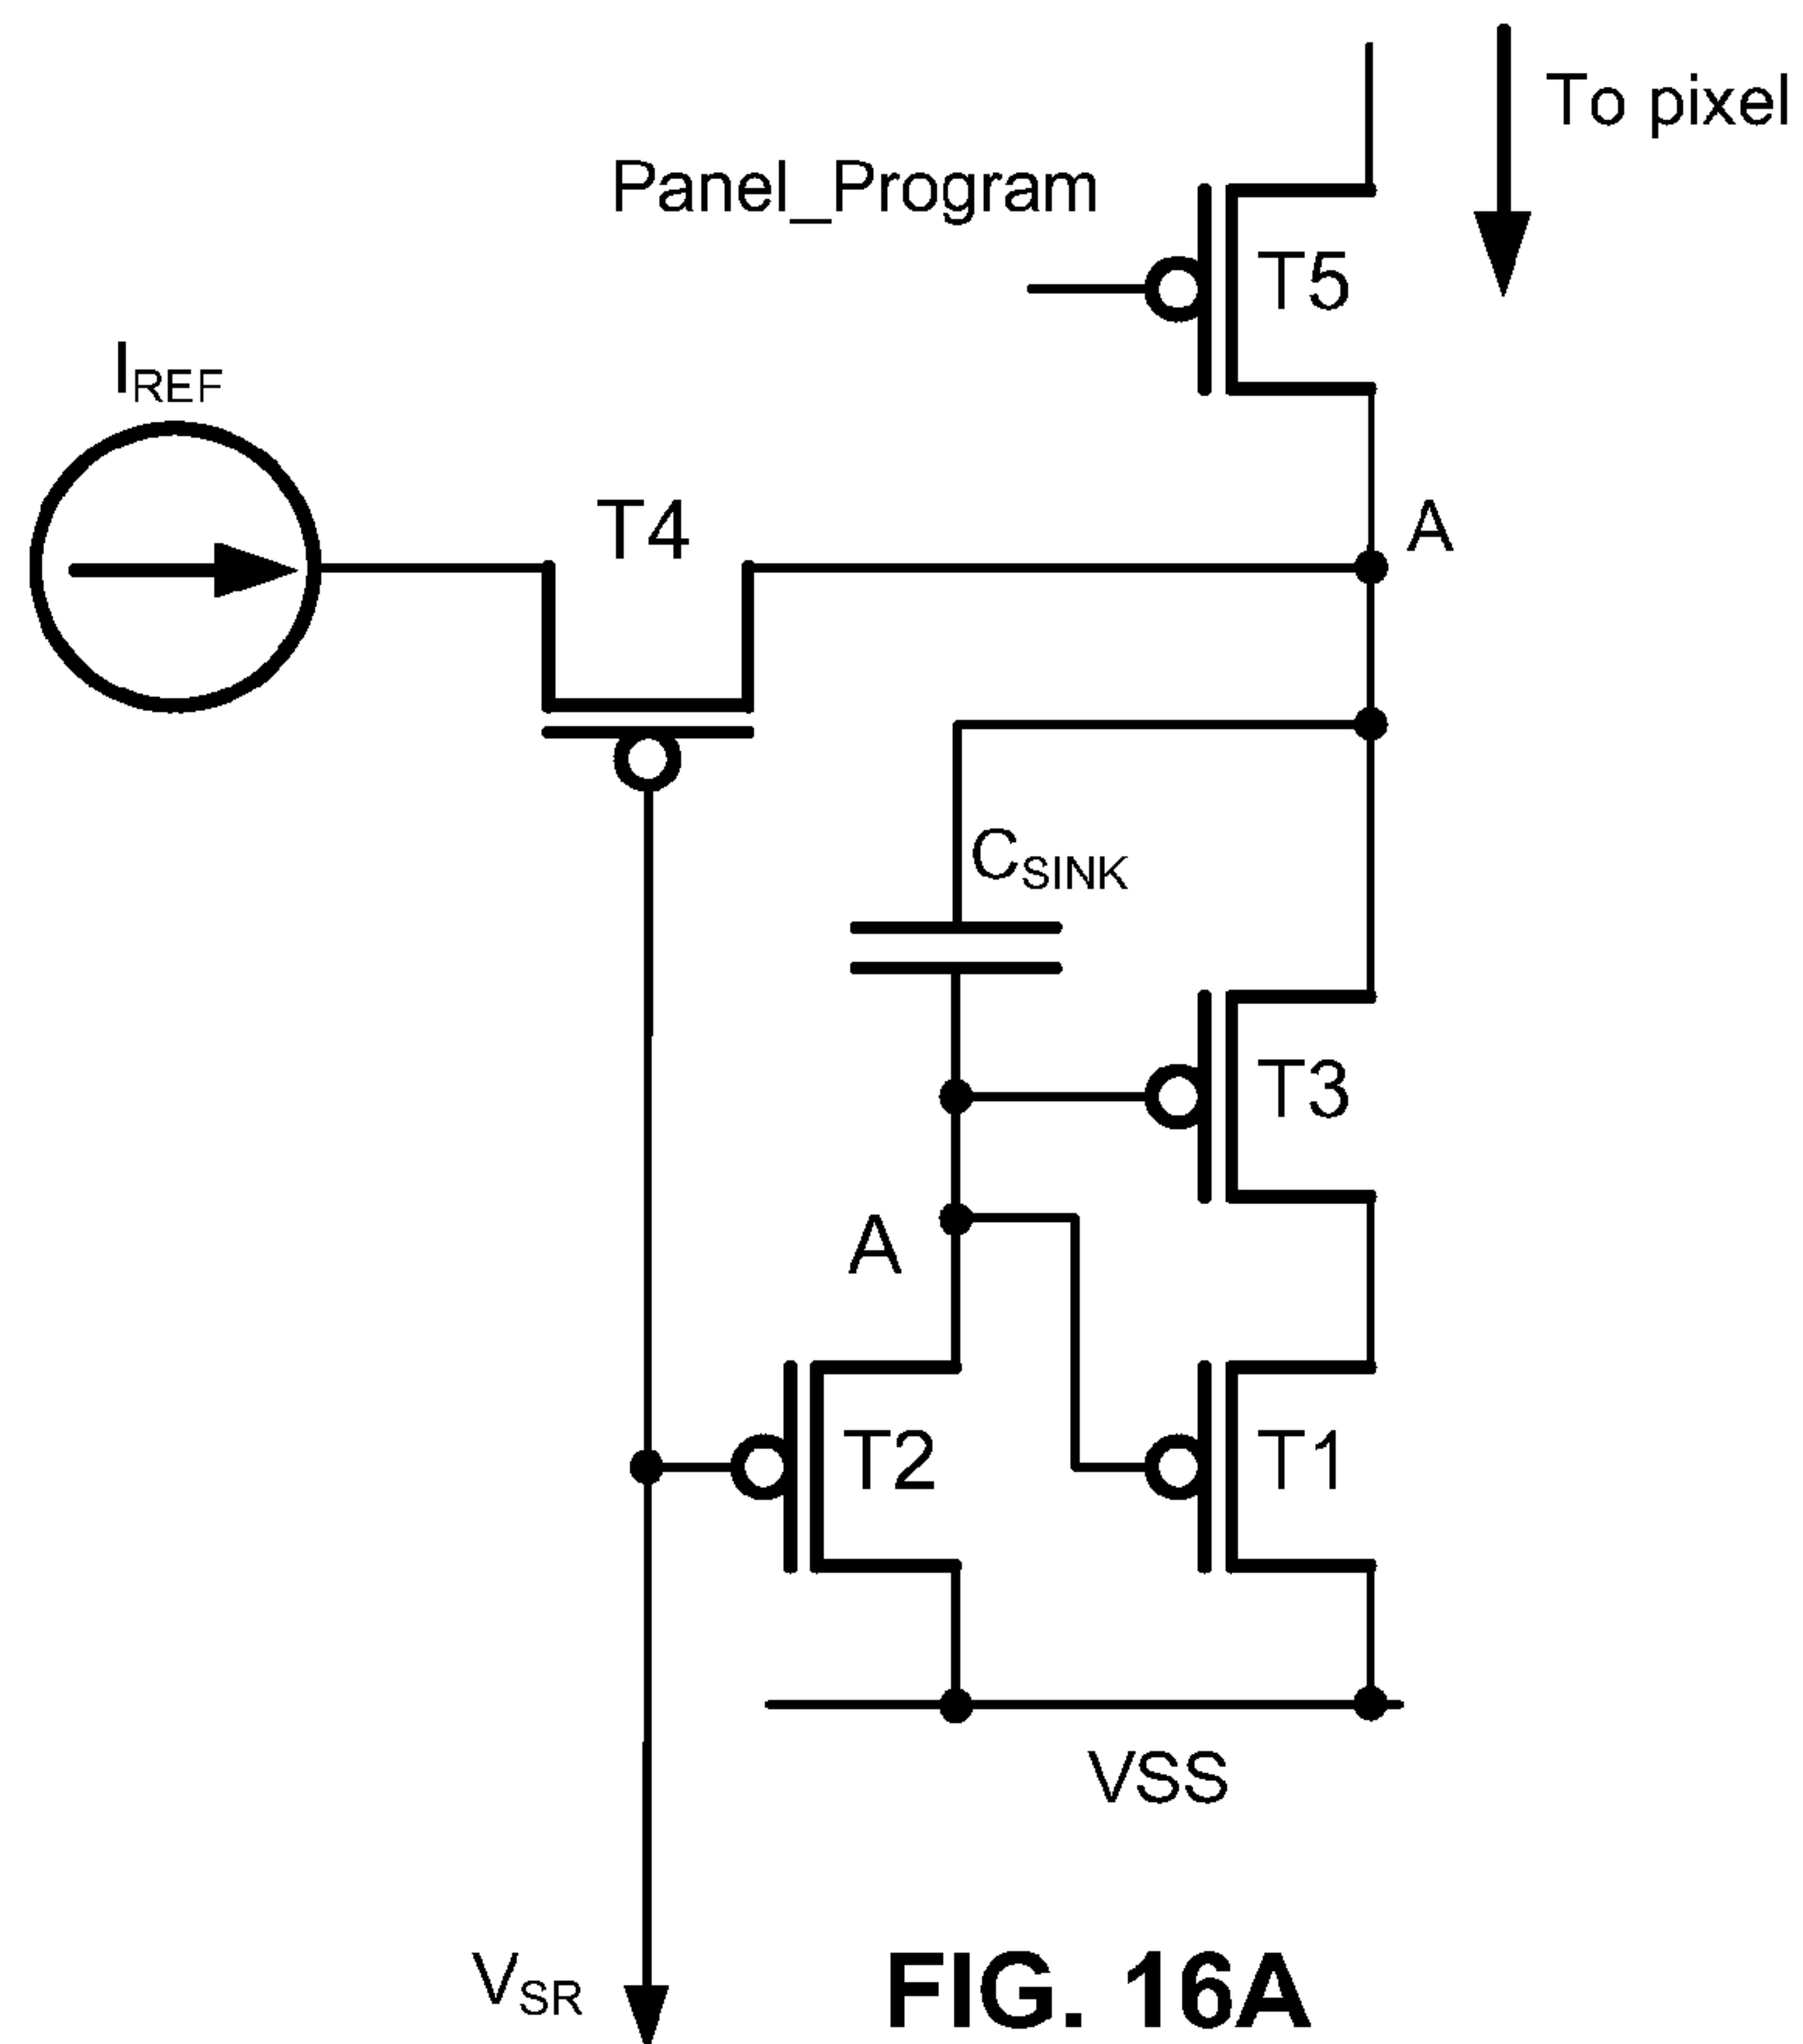 To pixel
Panel_Program
T5
I_REF
T4
A
C_SINK
T3
A
T2
T1
VSS
V_SR
FIG. 16A